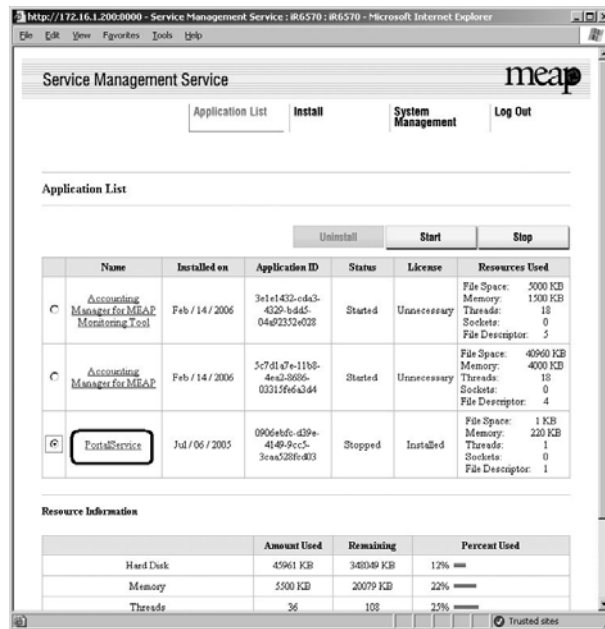 http://172.16.1.200:8000 - Service Management Service : iR6570 : iR6570 - Microsoft Internet Explorer
File Edit View Favorites Tools Help
Service Management Service
meap
Application List Install System Management Log Out
Application List
Uninstall Start Stop
Name Installed on Application ID Status License Resources Used
Accounting Manager for MEAP Monitoring Tool Feb / 14 / 2006 3e1e1432-cda3-4329-bdd5-04a92352e028 Started Unnecessary
File Space: 5000 KB
Memory: 1500 KB
Threads: 18
Sockets: 0
File Descriptor: 5
Accounting Manager for MEAP Feb / 14 / 2006 5c7d1a7e-11b8-4ea2-8686-03315fe6a3d4 Started Unnecessary
File Space: 40960 KB
Memory: 4000 KB
Threads: 18
Sockets: 0
File Descriptor: 4
PortalService Jul / 06 / 2005 0906ebfc-d39e-4149-9cc5-3caa528fcd03 Stopped Installed
File Space: 1 KB
Memory: 220 KB
Threads: 1
Sockets: 0
File Descriptor: 1
Resource Information
Amount Used Remaining Percent Used
Hard Disk 45961 KB 348049 KB 12%
Memory 5500 KB 20079 KB 22%
Threads 36 108 25%
Trusted sites